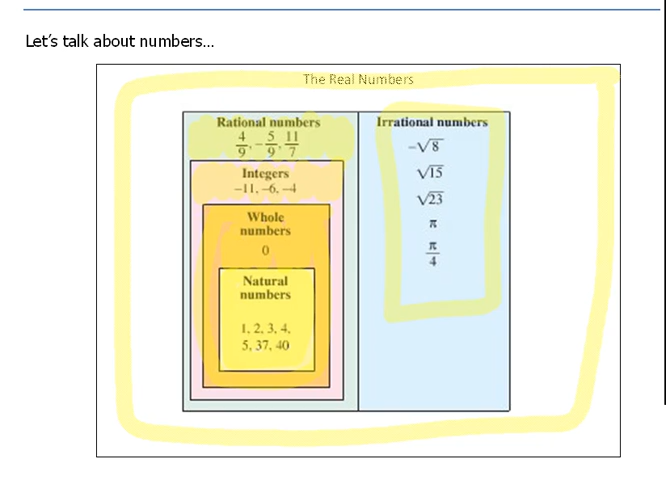 Let's talk about numbers...
The Real Numbers
Rational numbers
4/9, -5/9, 11/7
Integers
-11, -6, -4
Whole
numbers
0
Natural
numbers
1, 2, 3, 4,
5, 37, 40
Irrational numbers
-√8
√15
√23
π
π/4